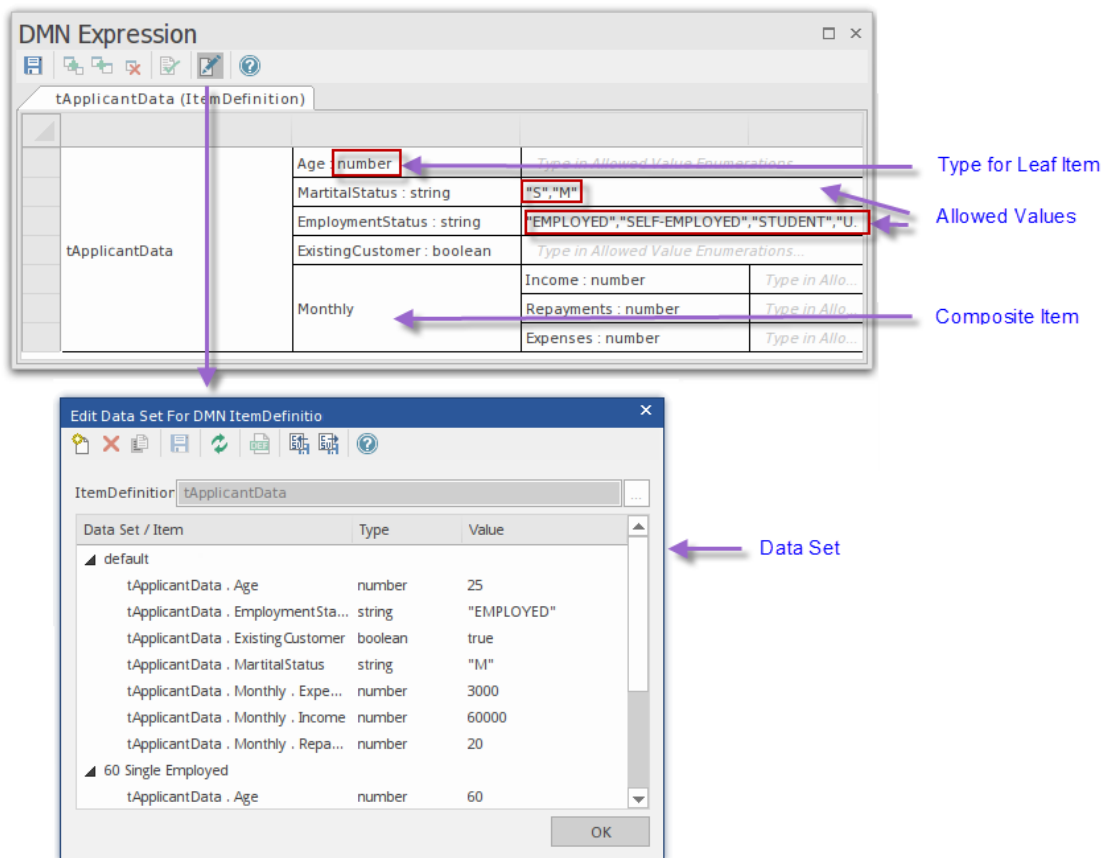 DMN Expression
tApplicantData (ItemDefinition)
Age : number
Type in Allowed Value Enumerations...
Type for Leaf Item
MartitalStatus : string
"S","M"
Allowed Values
EmploymentStatus : string
"EMPLOYED","SELF-EMPLOYED","STUDENT","U.
tApplicantData
ExistingCustomer : boolean
Type in Allowed Value Enumerations...
Monthly
Income : number
Type in Allo...
Repayments : number
Type in Allo...
Composite Item
Expenses : number
Type in Allo...
Edit Data Set For DMN ItemDefinitio
ItemDefinition
tApplicantData
...
Data Set / Item Type Value
Data Set
default
tApplicantData . Age number 25
tApplicantData . EmploymentSta... string "EMPLOYED"
tApplicantData . ExistingCustomer boolean true
tApplicantData . MartitalStatus string "M"
tApplicantData . Monthly . Expe... number 3000
tApplicantData . Monthly . Income number 60000
tApplicantData . Monthly . Repa... number 20
60 Single Employed
tApplicantData . Age number 60
OK